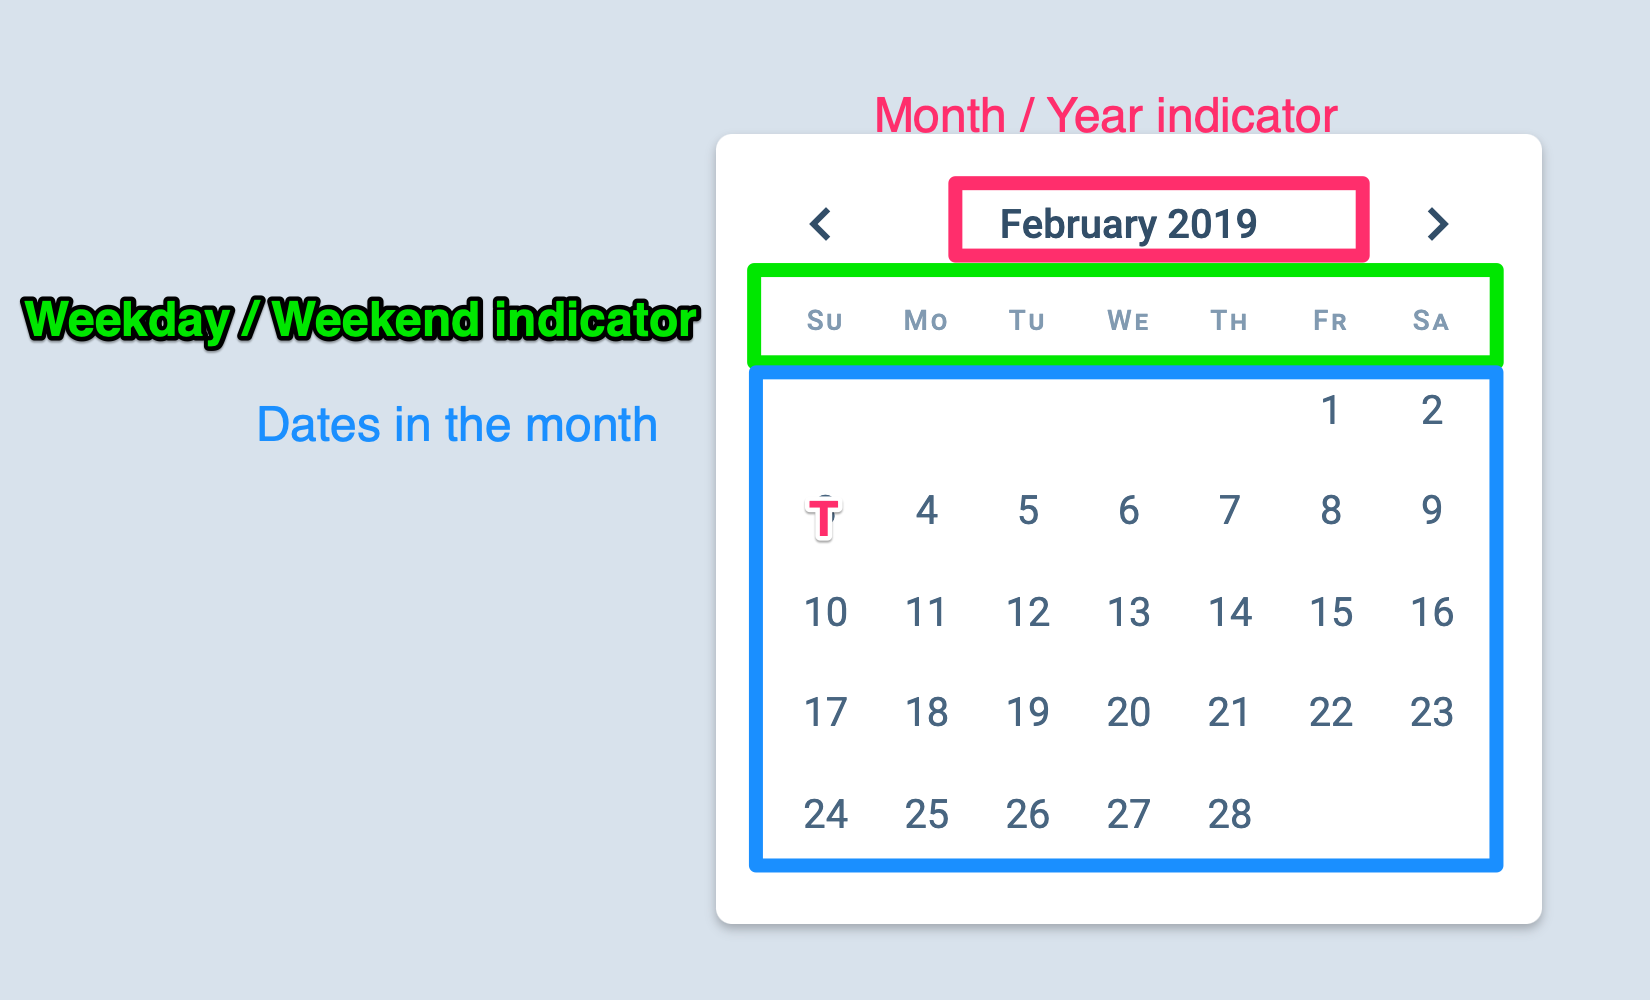 Month / Year indicator
February 2019
Weekday / Weekend indicator
SU MO TU WE TH FR SA
Dates in the month
1 2
T 4 5 6 7 8 9
10 11 12 13 14 15 16
17 18 19 20 21 22 23
24 25 26 27 28